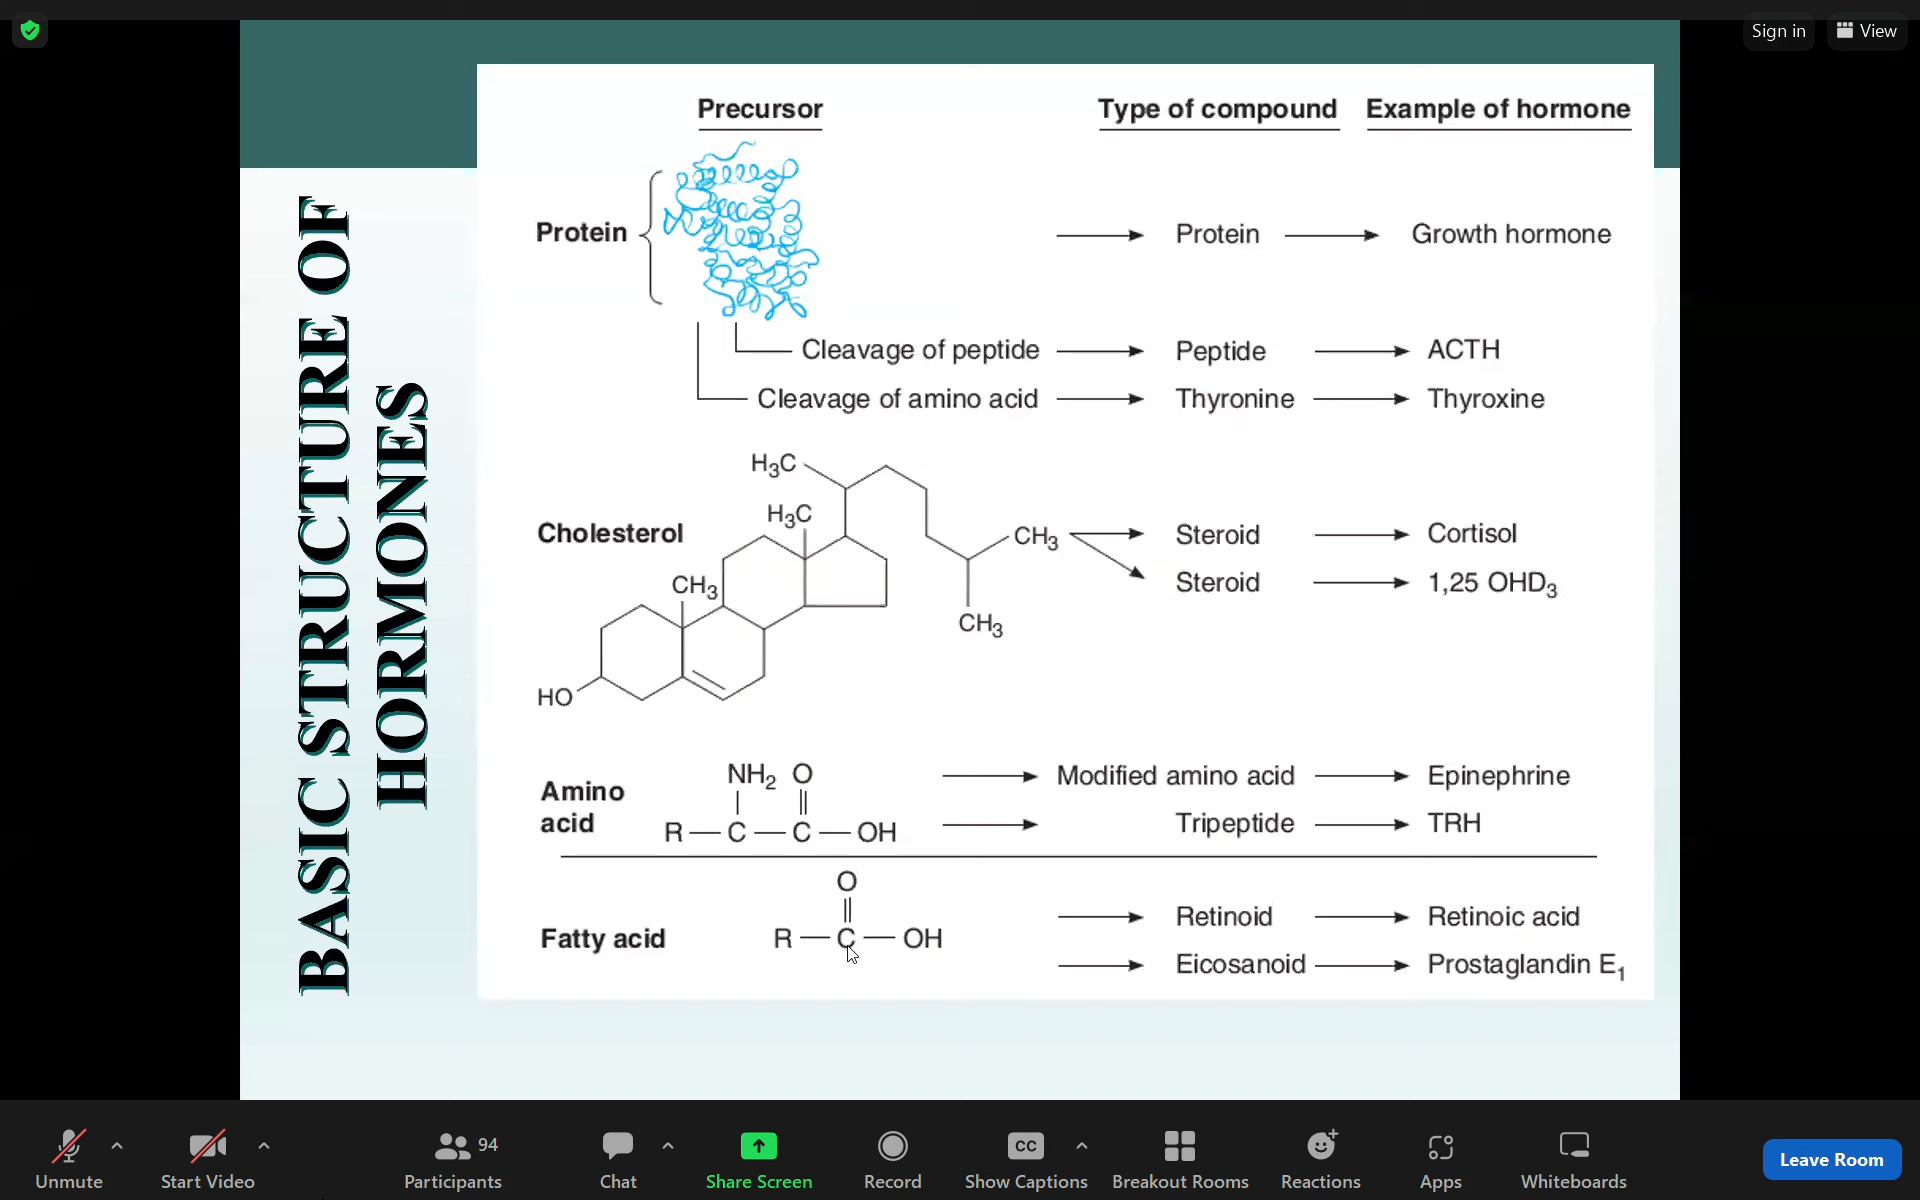 Sign in
View
BASIC STRUCTURE OF
HORMONES
Precursor Type of compound Example of hormone
Protein Protein Growth hormone
Cleavage of peptide Peptide ACTH
Cleavage of amino acid Thyronine Thyroxine
H₃C
H₃C
Cholesterol CH₃ Steroid Cortisol
CH₃ Steroid 1,25 OHD₃
CH₃
HO
NH₂ O Modified amino acid Epinephrine
Amino
acid R C C OH Tripeptide TRH
O
Retinoid Retinoic acid
Fatty acid R C OH
Eicosanoid Prostaglandin E₁
94
CC
Unmute Start Video Participants Chat Share Screen Record Show Captions Breakout Rooms Reactions Apps Whiteboards
Leave Room